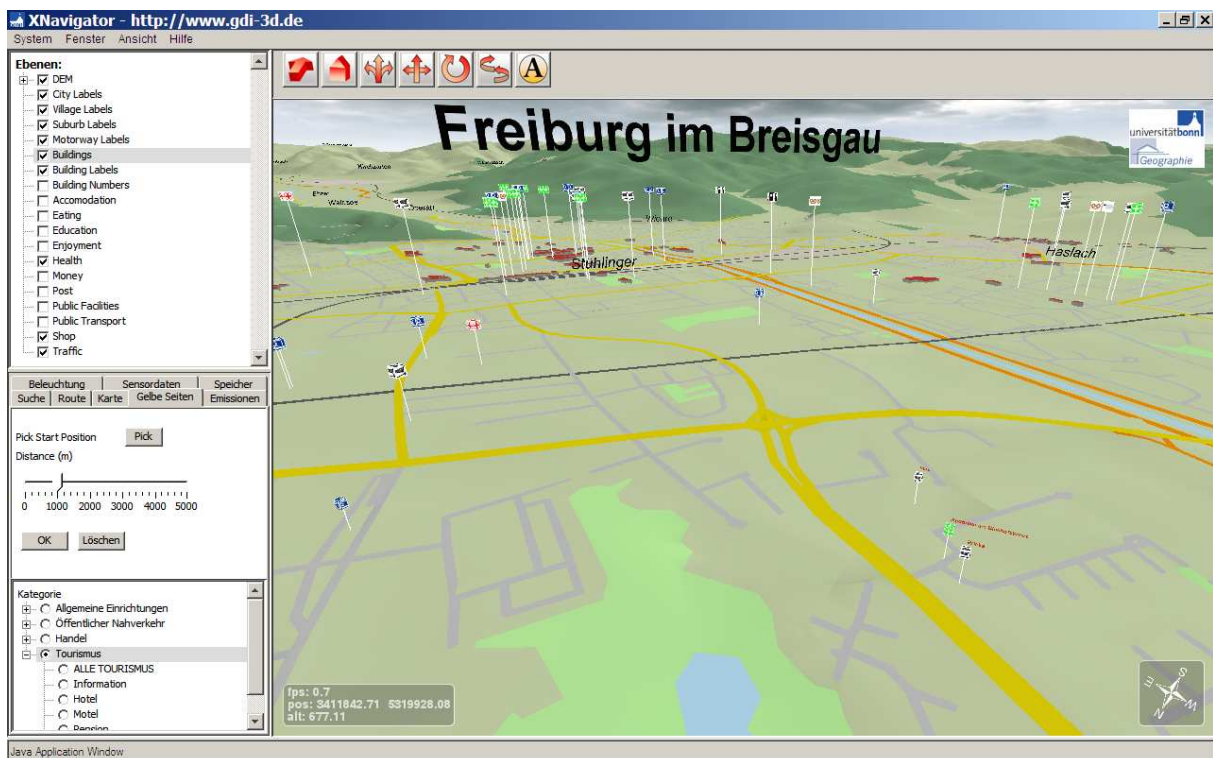 XNavigator - http://www.gdi-3d.de
System Fenster Ansicht Hilfe
Ebenen:
DEM
City Labels
Village Labels
Suburb Labels
Motorway Labels
Buildings
Building Labels
Building Numbers
Accomodation
Eating
Education
Enjoyment
Health
Money
Post
Public Facilities
Public Transport
Shop
Traffic
Beleuchtung Sensordaten Speicher
Suche Route Karte Gelbe Seiten Emissionen
Pick Start Position Pick
Distance (m)
0 1000 2000 3000 4000 5000
OK Löschen
Kategorie
Allgemeine Einrichtungen
Öffentlicher Nahverkehr
Handel
Tourismus
ALLE TOURISMUS
Information
Hotel
Motel
Pension
A
Freiburg im Breisgau
universitätbonn
Geographie
Stühlinger
Haslach
fps: 0.7
pos: 3411842.71 5319928.08
alt: 677.11
S
E
W
N
Java Application Window